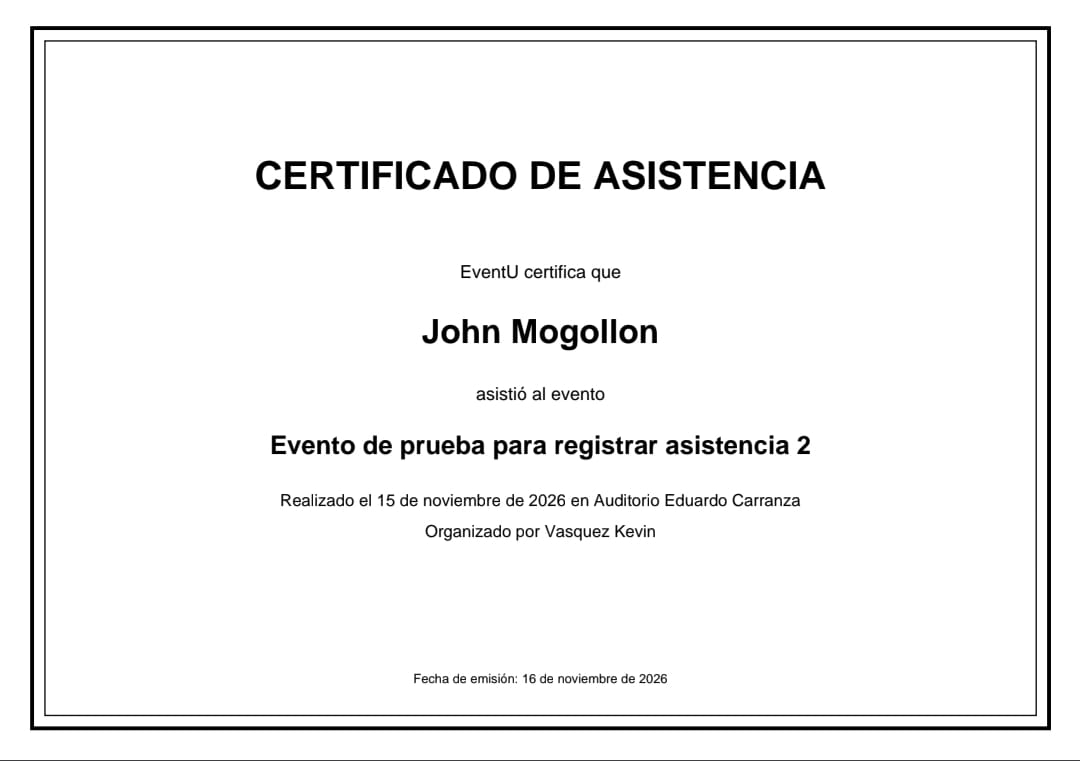 CERTIFICADO DE ASISTENCIA
EventU certifica que
John Mogollon
asistió al evento
Evento de prueba para registrar asistencia 2
Realizado el 15 de noviembre de 2026 en Auditorio Eduardo Carranza
Organizado por Vasquez Kevin
Fecha de emisión: 16 de noviembre de 2026